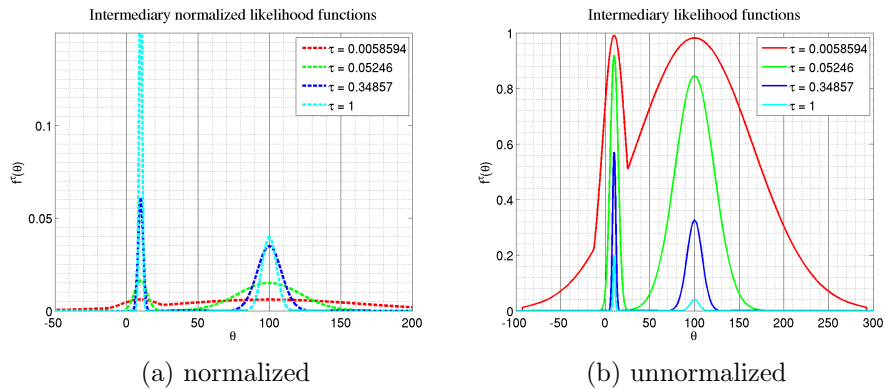 Intermediary normalized likelihood functions
τ = 0.0058594
τ = 0.05246
τ = 0.34857
τ = 1
0.1
0.05
0
-50
0
50
100
150
200
f^τ(θ)
θ
(a) normalized
Intermediary likelihood functions
τ = 0.0058594
τ = 0.05246
τ = 0.34857
τ = 1
1
0.8
0.6
0.4
0.2
0
-100
-50
0
50
100
150
200
250
300
f^τ(θ)
θ
(b) unnormalized